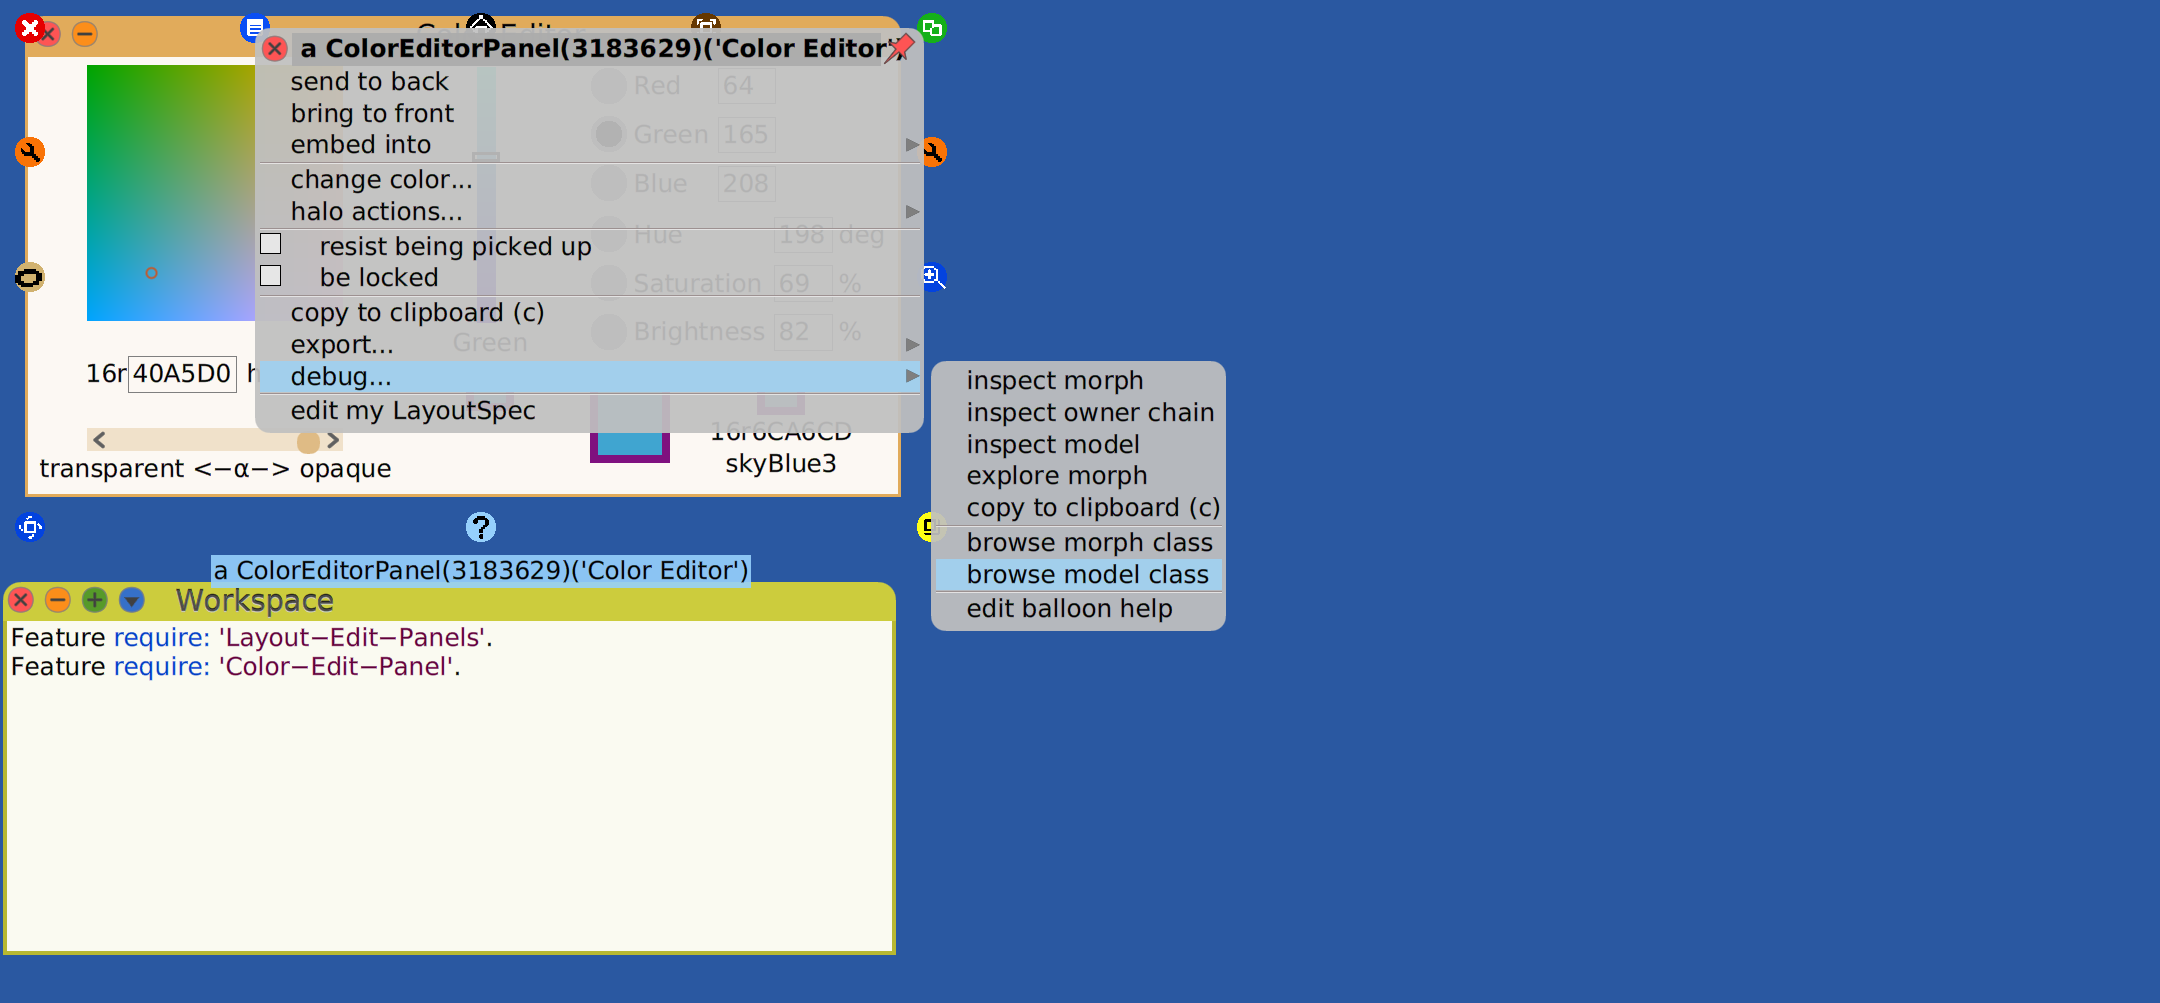 Color Editor
a ColorEditorPanel(3183629)('Color Editor')
send to back
bring to front
embed into
change color...
halo actions...
resist being picked up
be locked
copy to clipboard (c)
export...
debug...
edit my LayoutSpec
Red 64
Green 165
Blue 208
Hue 198 deg
Saturation 69 %
Brightness 82 %
Green
16r 40A5D0 h
16r6CA6CD
skyBlue3
transparent <−α−> opaque
inspect morph
inspect owner chain
inspect model
explore morph
copy to clipboard (c)
browse morph class
browse model class
edit balloon help
a ColorEditorPanel(3183629)('Color Editor')
Workspace
Feature require: 'Layout−Edit−Panels'.
Feature require: 'Color−Edit−Panel'.